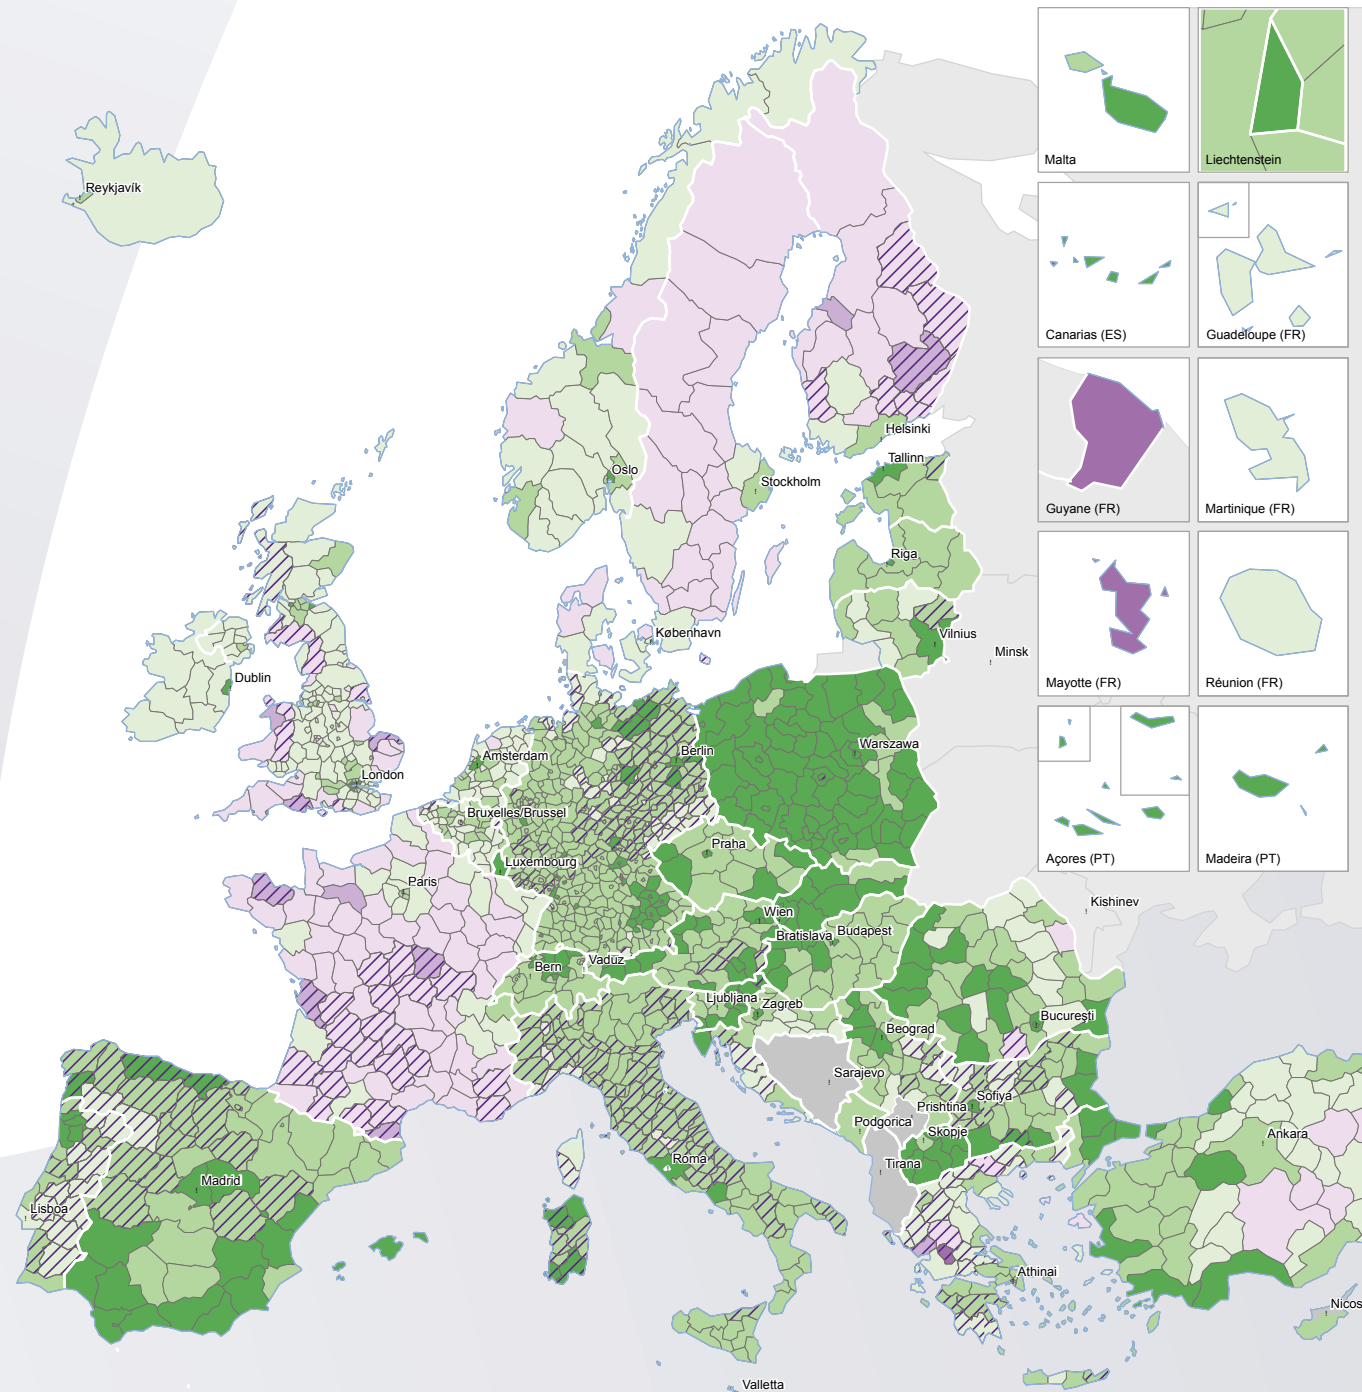 Malta
Liechtenstein
Reykjavík
Canarias (ES)
Guadeloupe (FR)
Helsinki
Tallinn
Oslo
Stockholm
Guyane (FR)
Martinique (FR)
Riga
København
Vilnius
Minsk
Dublin
Mayotte (FR)
Réunion (FR)
Amsterdam
Berlin
Warszawa
London
Bruxelles/Brussel
Praha
Luxembourg
Açores (PT)
Madeira (PT)
Paris
Kishinev
Wien
Bratislava
Budapest
Bern
Vaduz
Ljubljana
Zagreb
Bucureşti
Beograd
Sarajevo
Sofiya
Prishtina
Podgorica
Skopje
Ankara
Roma
Tirana
Madrid
Lisboa
Athinai
Nicos
Valletta